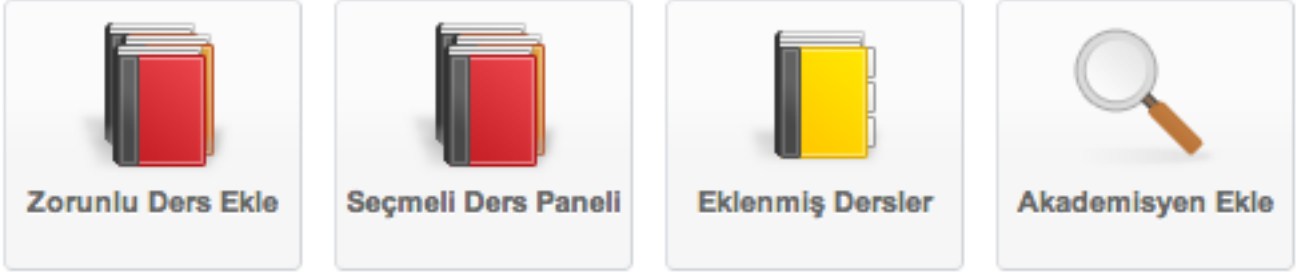 Zorunlu Ders Ekle
Seçmeli Ders Paneli
Eklenmiş Dersler
Akademisyen Ekle